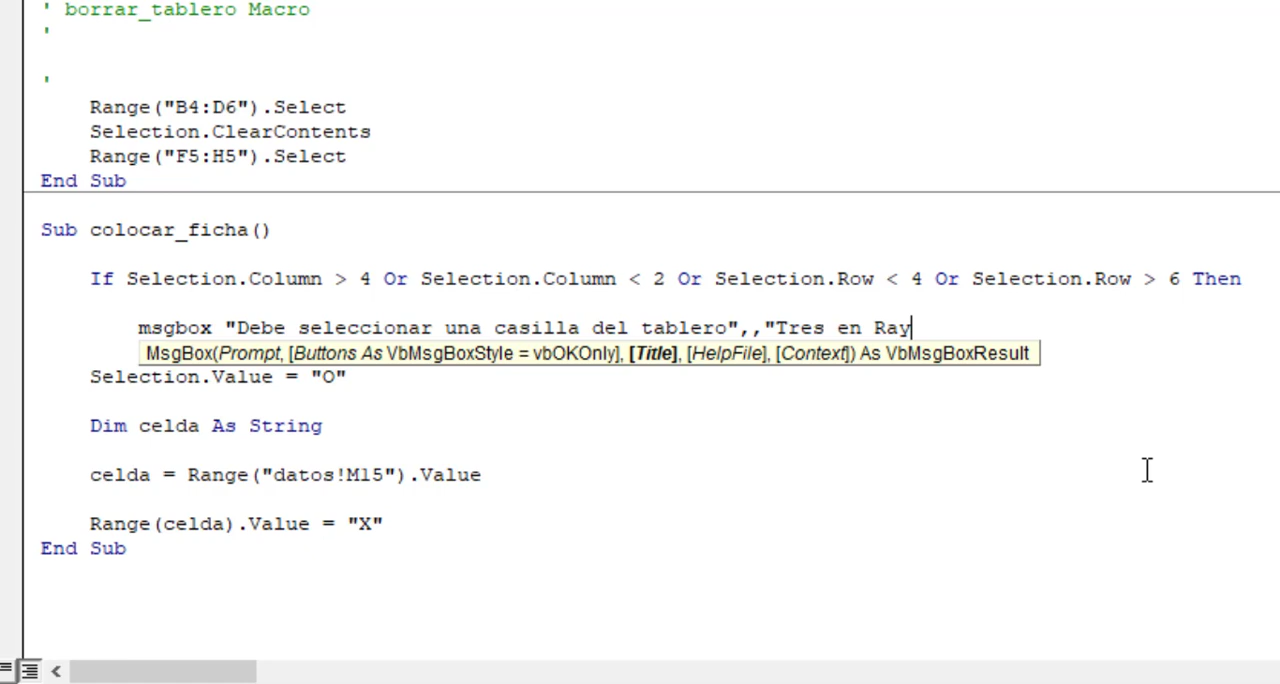 ' borrar_tablero Macro
'
'
Range("B4:D6").Select
Selection.ClearContents
Range("F5:H5").Select
End Sub
Sub colocar_ficha()
If Selection.Column > 4 Or Selection.Column < 2 Or Selection.Row < 4 Or Selection.Row > 6 Then
msgbox "Debe seleccionar una casilla del tablero",,"Tres en Ray
MsgBox(Prompt, [Buttons As VbMsgBoxStyle = vbOKOnly], [Title], [HelpFile], [Context]) As VbMsgBoxResult
Selection.Value = "O"
Dim celda As String
celda = Range("datos!M15").Value
Range(celda).Value = "X"
End Sub